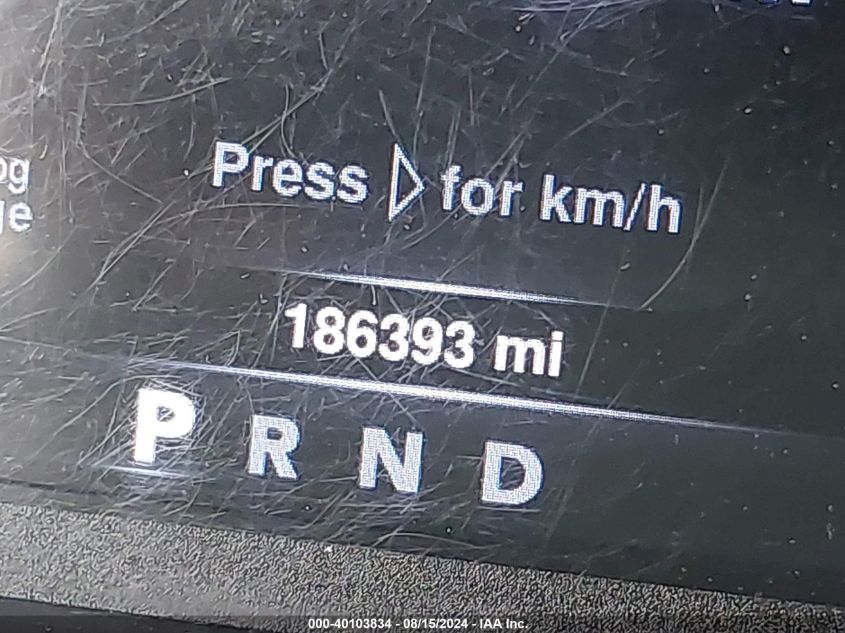 Press ▷ for km/h
186393 mi
P R N D
000-40103834 - 08/15/2024 - IAA Inc.